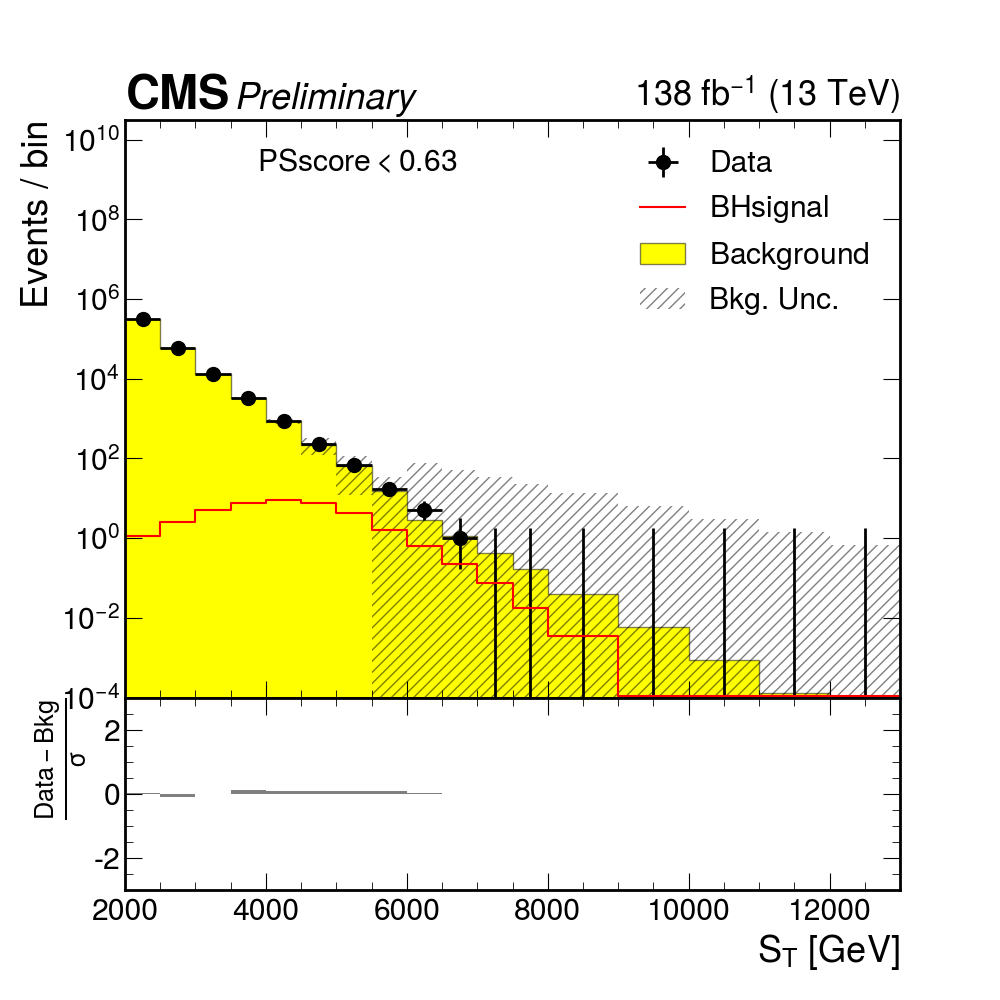 CMS Preliminary 138 fb⁻¹ (13 TeV)
Events / bin
10¹⁰
10⁸
10⁶
10⁴
10²
10⁰
10⁻²
10⁻⁴
PSscore < 0.63
Data
BHsignal
Background
Bkg. Unc.
Data – Bkg
σ
2
0
-2
2000 4000 6000 8000 10000 12000
S_T [GeV]